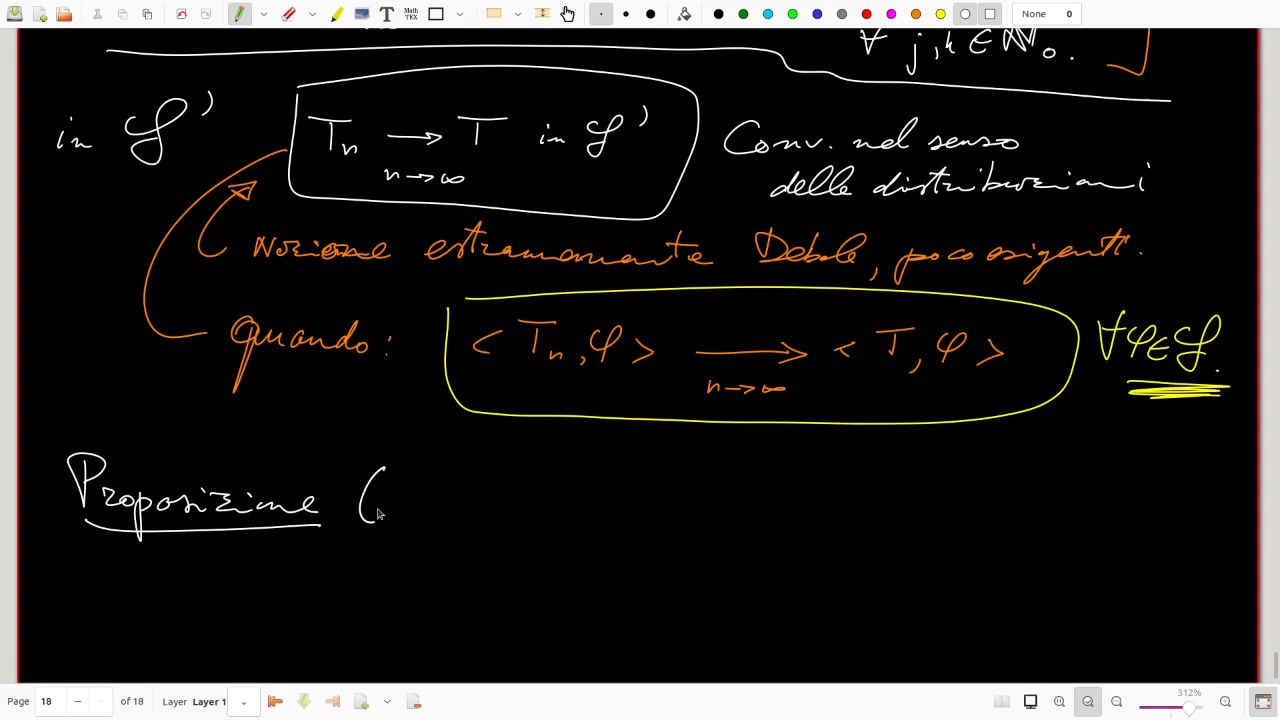 None 0
∀ j,k ∈ ℕ₀.
in 𝒮' Tₙ → T in 𝒮' Conv. nel senso
n→∞ delle distribuzioni
Nozione estremamente Debole, poco esigente.
Quando: < Tₙ, φ > → < T, φ > ∀φ∈𝒮.
n→∞
Proposizione (
Page 18 of 18 Layer Layer 1 312%